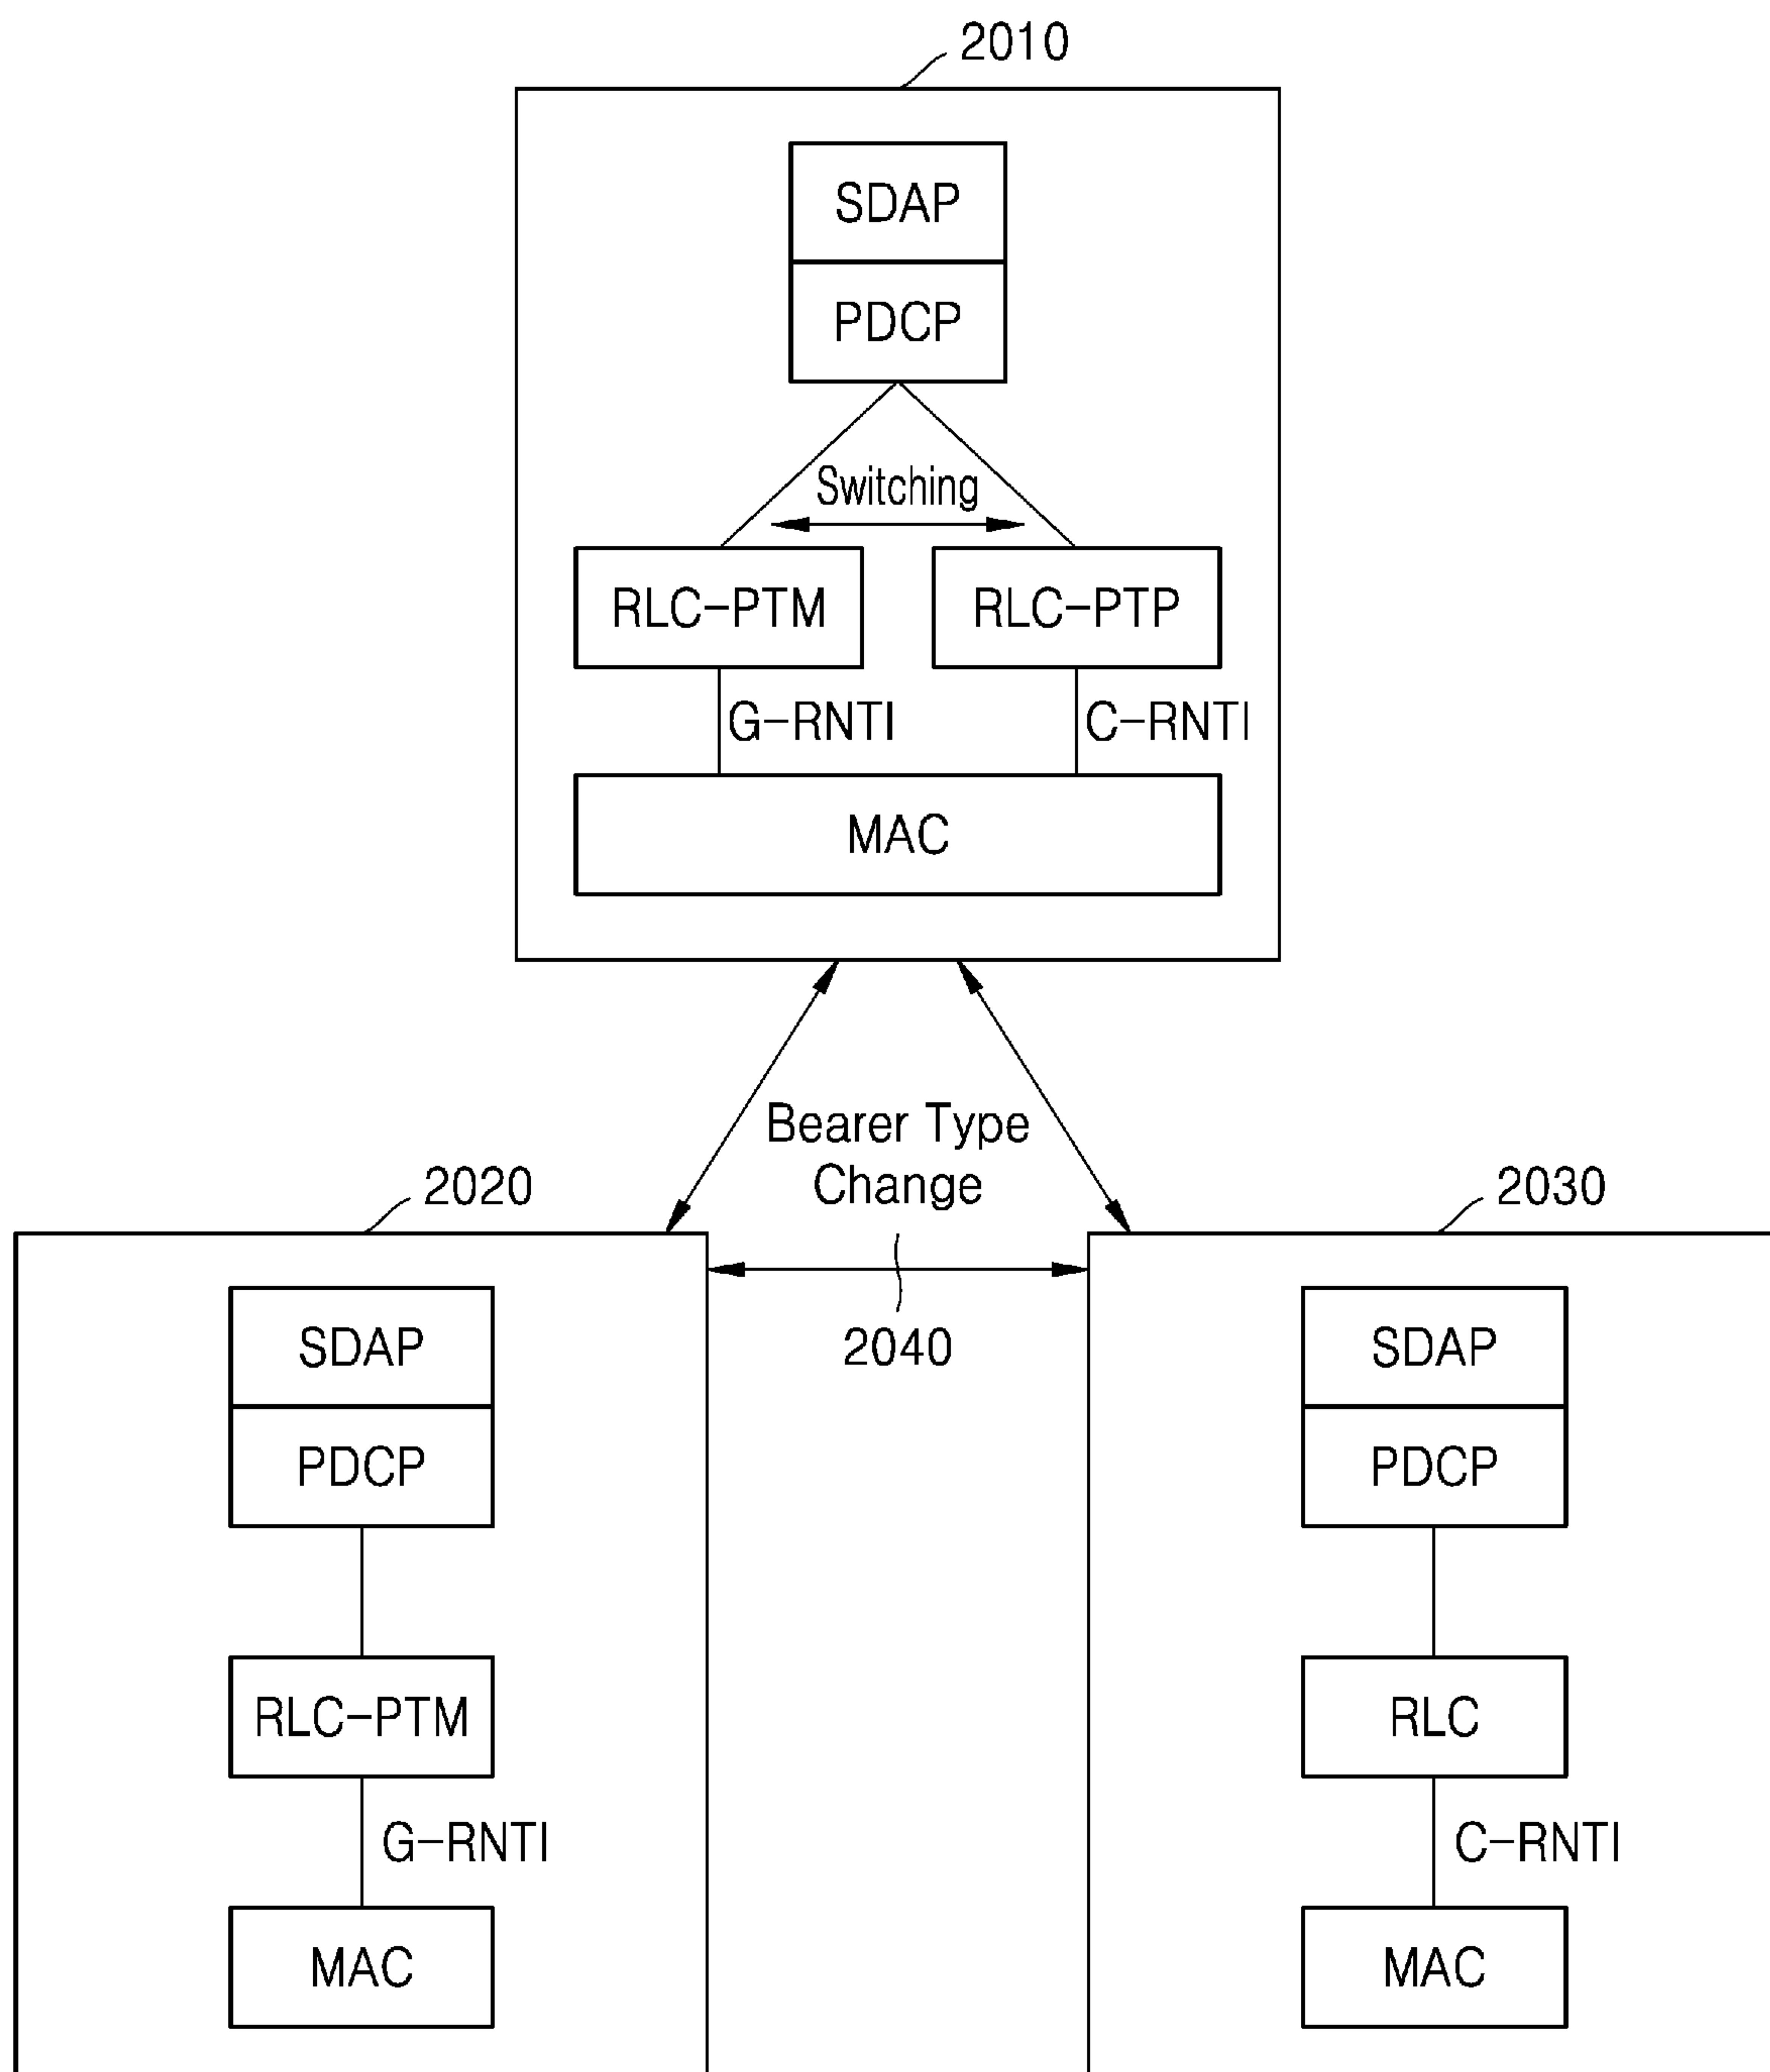 2010
SDAP
PDCP
Switching
RLC-PTM
RLC-PTP
G-RNTI
C-RNTI
MAC
Bearer Type
Change
2020
2030
2040
SDAP
PDCP
RLC-PTM
G-RNTI
MAC
SDAP
PDCP
RLC
C-RNTI
MAC